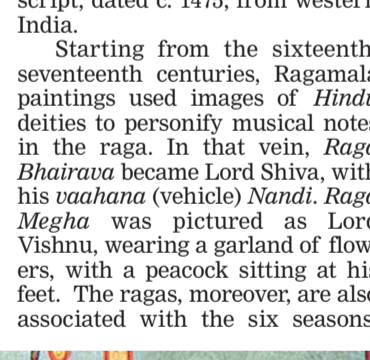 script, dated c. 1475, from western
India.
Starting from the sixteenth
seventeenth centuries, Ragamala
paintings used images of Hindu
deities to personify musical notes
in the raga. In that vein, Raga
Bhairava became Lord Shiva, with
his vaahana (vehicle) Nandi. Raga
Megha was pictured as Lord
Vishnu, wearing a garland of flow-
ers, with a peacock sitting at his
feet. The ragas, moreover, are also
associated with the six seasons